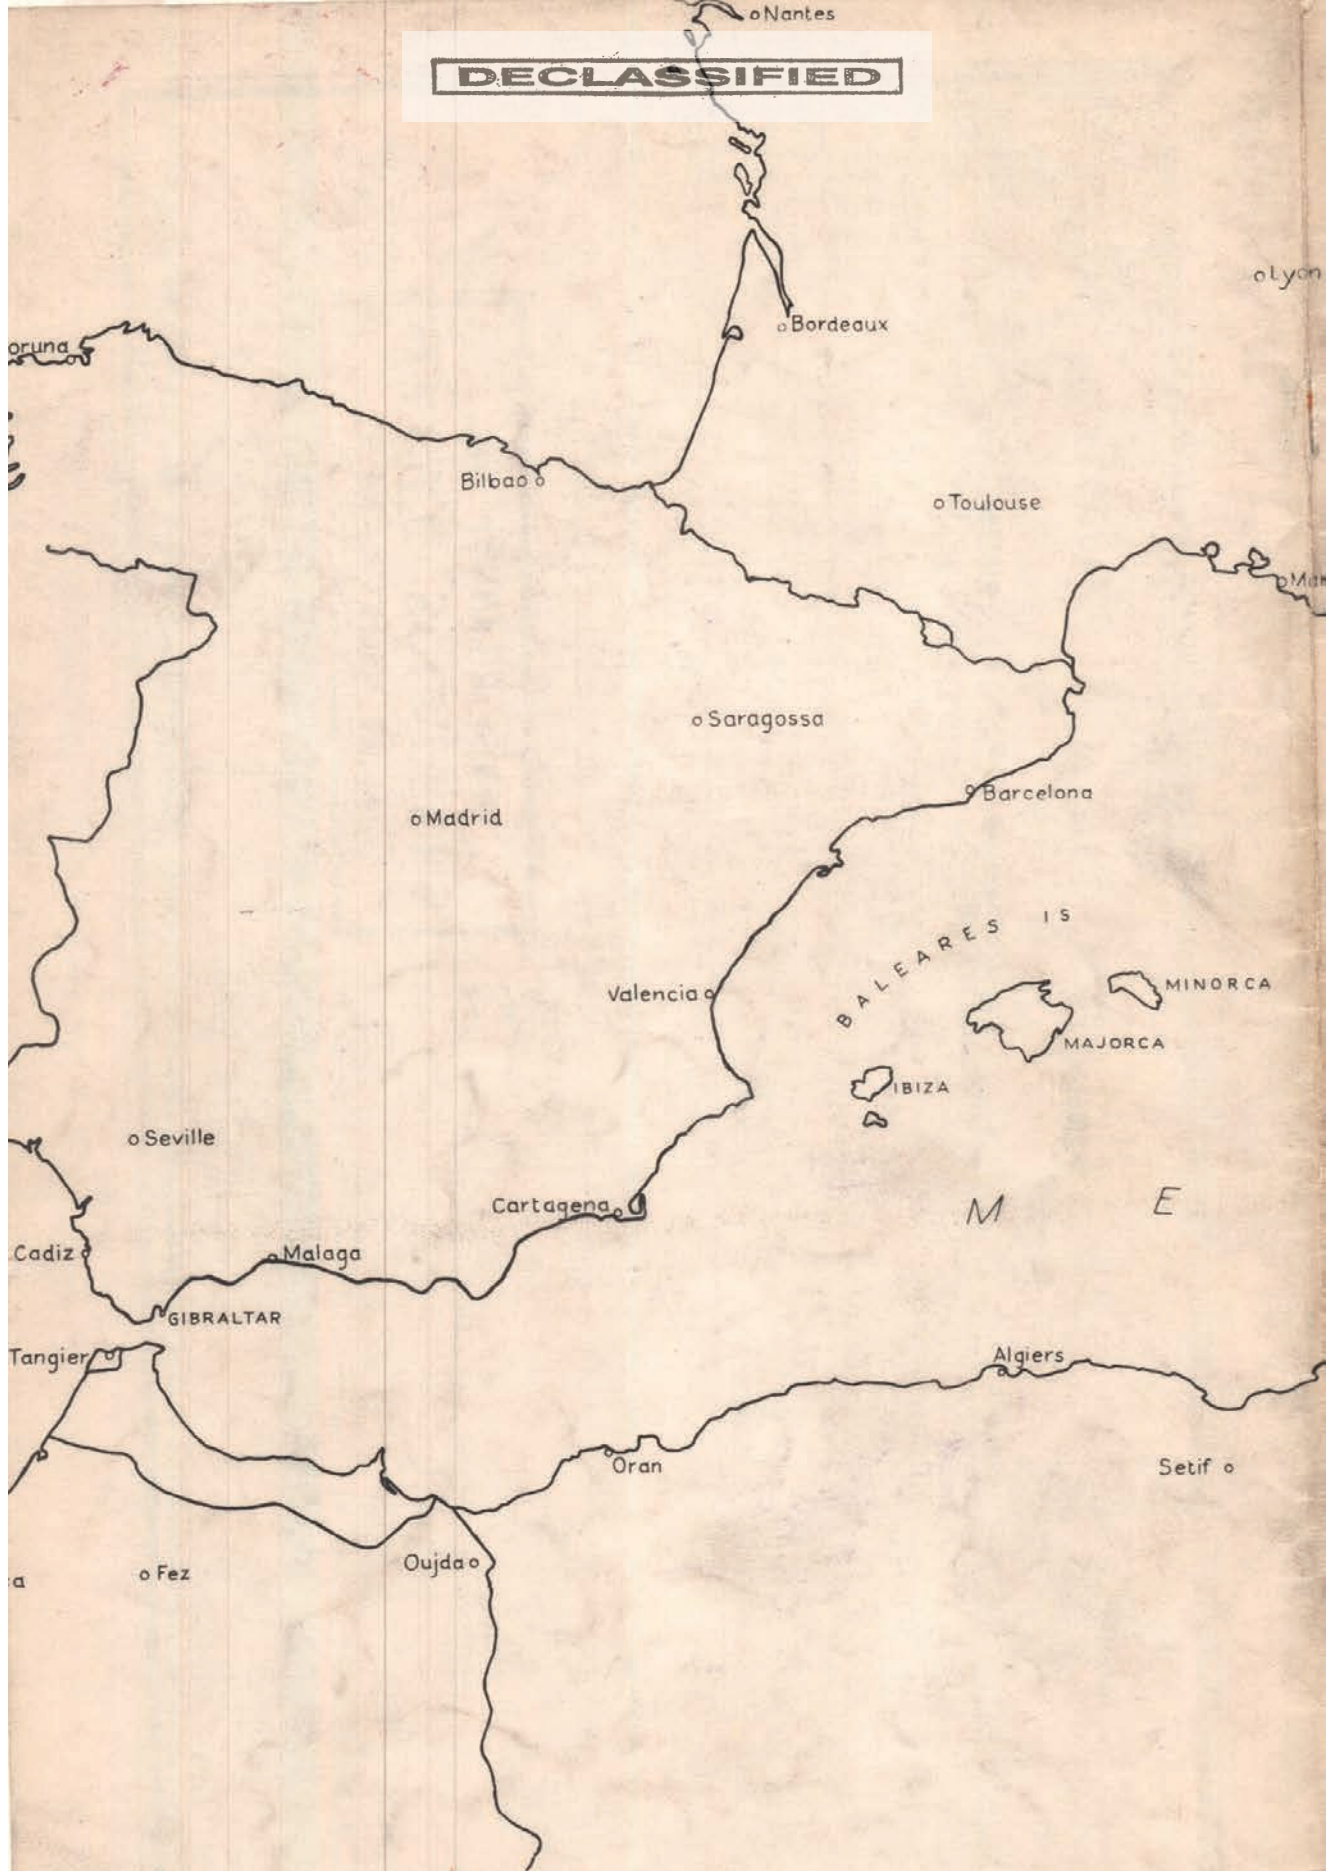 Nantes
DECLASSIFIED
Lyon
Bordeaux
oruna
Bilbao
Toulouse
Mar
Saragossa
Barcelona
Madrid
BALEARES IS
Valencia
MINORCA
MAJORCA
IBIZA
Seville
Cartagena
M E
Cadiz
Malaga
GIBRALTAR
Tangier
Algiers
Oran
Setif
Oujda
Fez
a